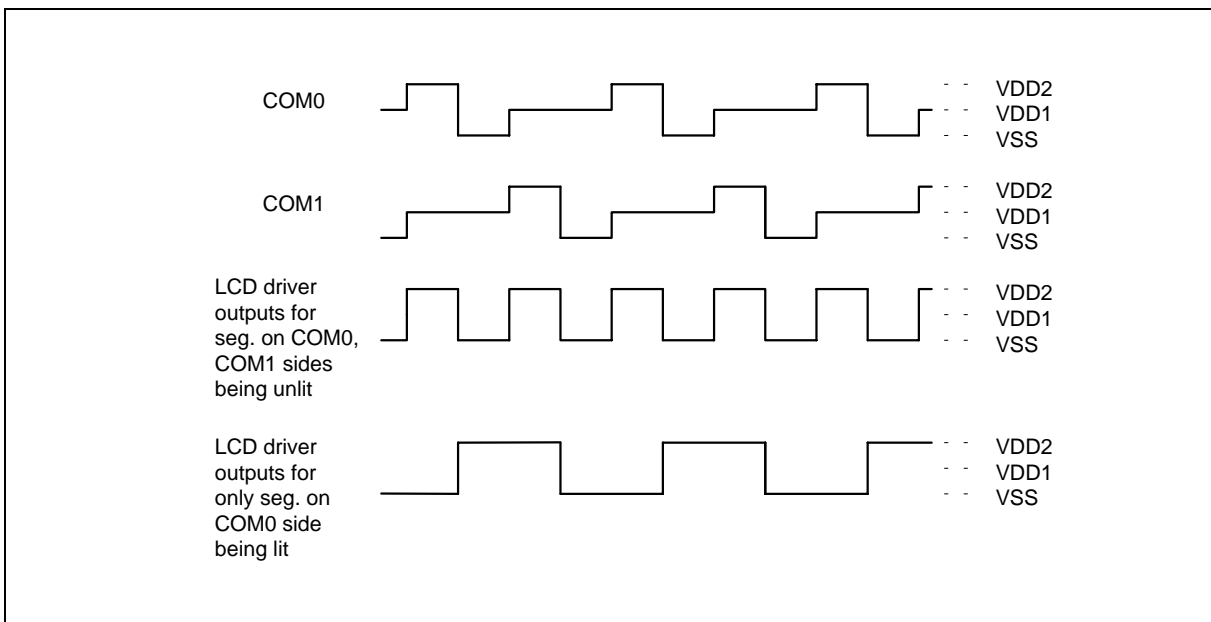 COM0
VDD2
VDD1
VSS
COM1
VDD2
VDD1
VSS
LCD driver
outputs for
seg. on COM0,
COM1 sides
being unlit
VDD2
VDD1
VSS
LCD driver
outputs for
only seg. on
COM0 side
being lit
VDD2
VDD1
VSS